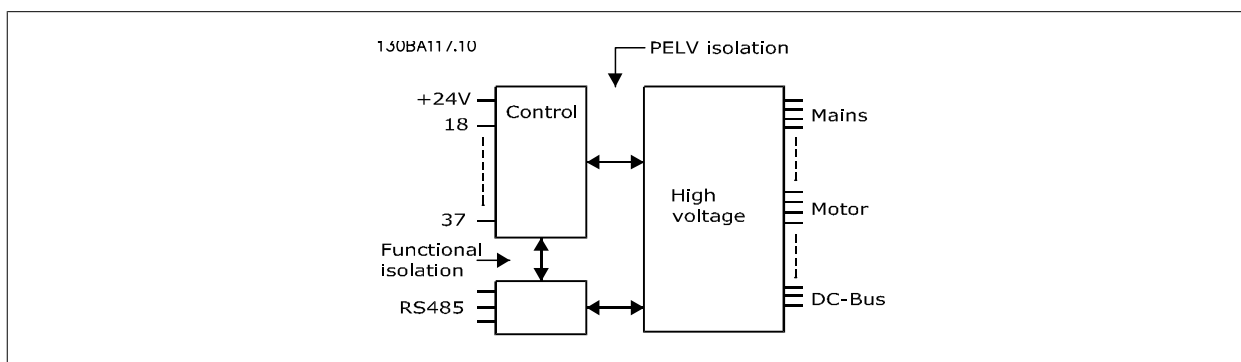 130BA117.10
PELV isolation
+24V
Control
18
Mains
High
voltage
37
Motor
Functional
isolation
RS485
DC-Bus